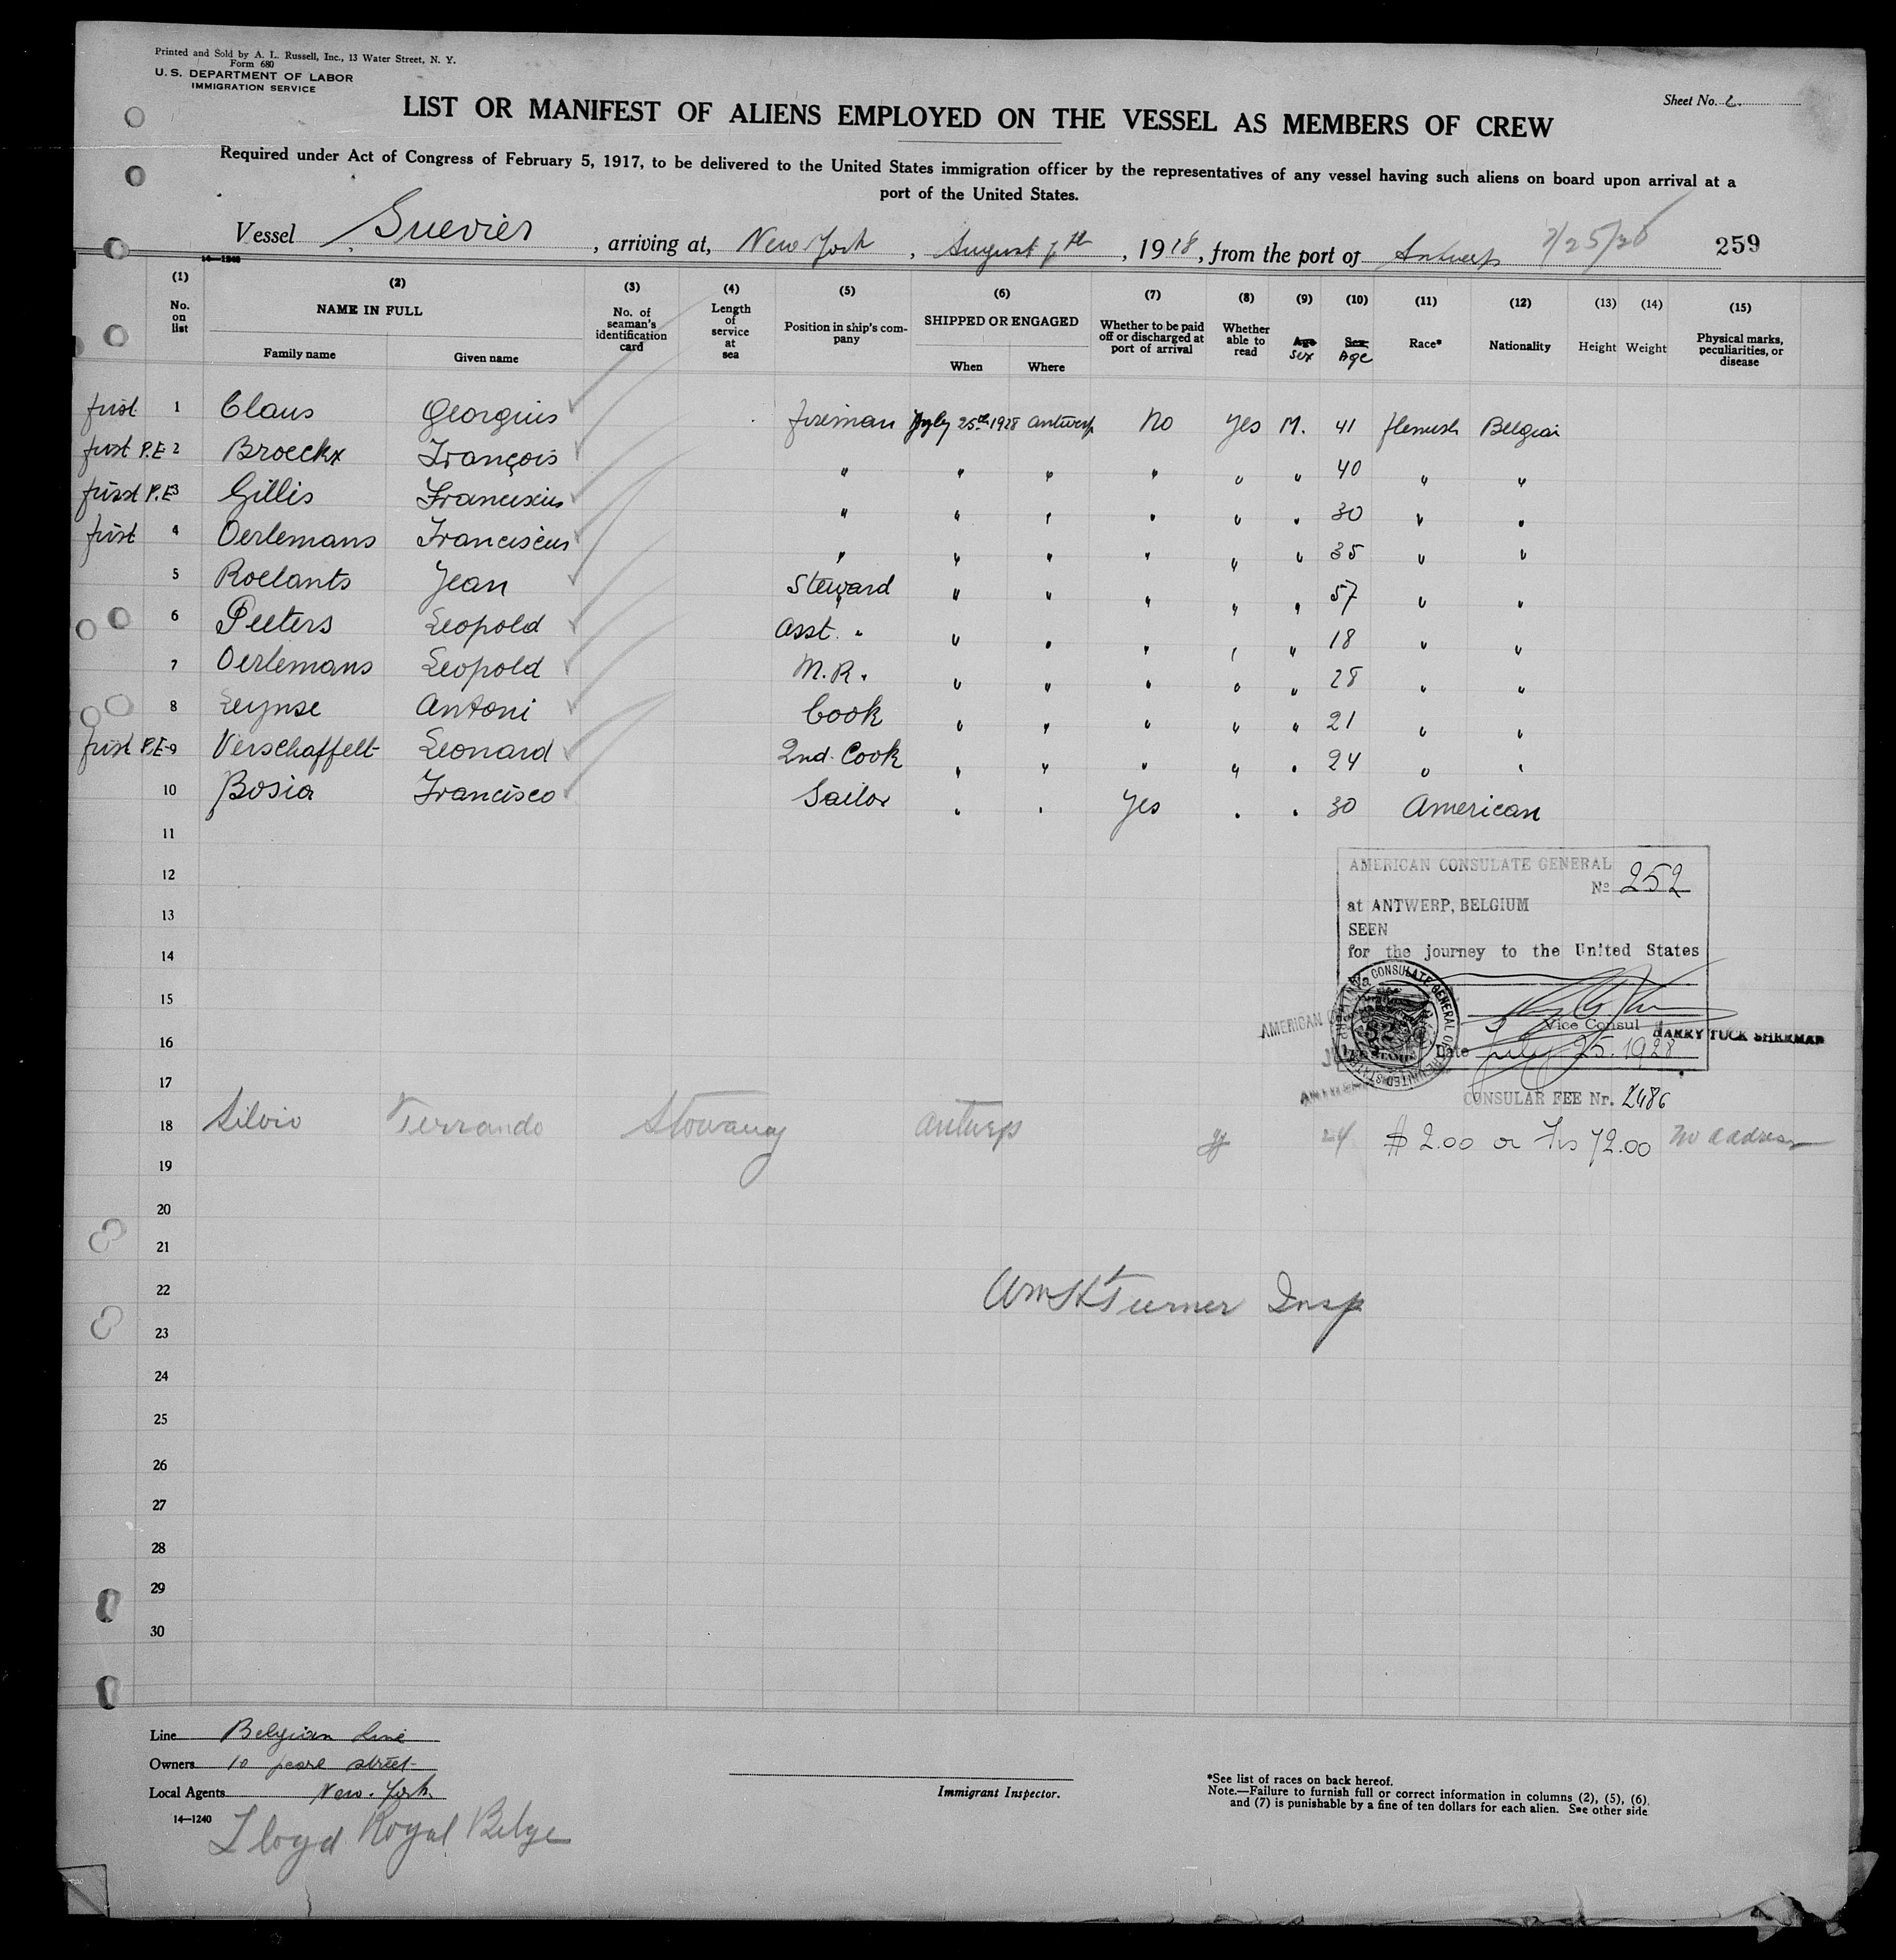 Printed and Sold by A. L. Russell, Inc., 13 Water Street, N. Y.
Form 680
U. S. DEPARTMENT OF LABOR
IMMIGRATION SERVICE
Sheet No.
LIST OR MANIFEST OF ALIENS EMPLOYED ON THE VESSEL AS MEMBERS OF CREW
Required under Act of Congress of February 5, 1917, to be delivered to the United States immigration officer by the representatives of any vessel having such aliens on board upon arrival at a
port of the United States.
Vessel Suevier, arriving at, New York, August 7th, 1918, from the port of Antwerp 7/25/28 259
14—1240
(1) (2) (3) (4) (5) (6) (7) (8) (9) (10) (11) (12) (13) (14) (15)
No. on list NAME IN FULL Family name Given name No. of seaman's identification card Length of service at sea Position in ship's company SHIPPED OR ENGAGED When Where Whether to be paid off or discharged at port of arrival Whether able to read Age Sex Sex Age Race* Nationality Height Weight Physical marks, peculiarities, or disease
first 1 Claus Georgius fireman July 25th 1928 antwerp No Yes M. 41 flemish Belgian
first P.E 2 Broeckx François " " " " " " 40 " "
first P.E 3 Gillis Franciscus " " " " " " 30 " "
first 4 Oerlemans Franciscus " " " " " " 35 " "
5 Roelants Jean Steward " " " " " 57 " "
6 Peeters Leopold Asst. " " " " " " 18 " "
7 Oerlemans Leopold M.R. " " " " " 28 " "
8 Leynse Antoni Cook " " " " " 21 " "
first P.E 9 Verschaffelt Leonard 2nd. Cook " " " " " 24 " "
10 Bosia Francisco Sailor " " Yes " " 30 American
11
12
13
14
15
16
17
AMERICAN CONSULATE GENERAL
No 252
at ANTWERP, BELGIUM
SEEN
for the journey to the United States
Vice Consul HARRY TUCK SHERMAN
Date July 25. 1928
CONSULAR FEE Nr. 2486
18 Silvio Ferrando Stowaway antwerp 24 $ 2.00 or Frs 72.00 no address
19
20
21
22 Wm H Turner Insp
23
24
25
26
27
28
29
30
Line Belgian Line
Owners 10 pearl street
Local Agents New-York
14—1240
Lloyd Royal Belge
Immigrant Inspector.
*See list of races on back hereof.
Note.—Failure to furnish full or correct information in columns (2), (5), (6),
and (7) is punishable by a fine of ten dollars for each alien. See other side